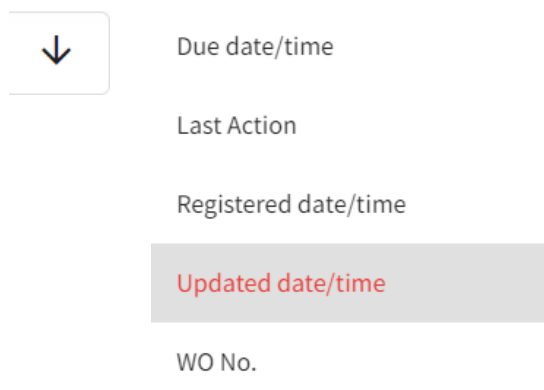 Due date/time
Last Action
Registered date/time
Updated date/time
WO No.